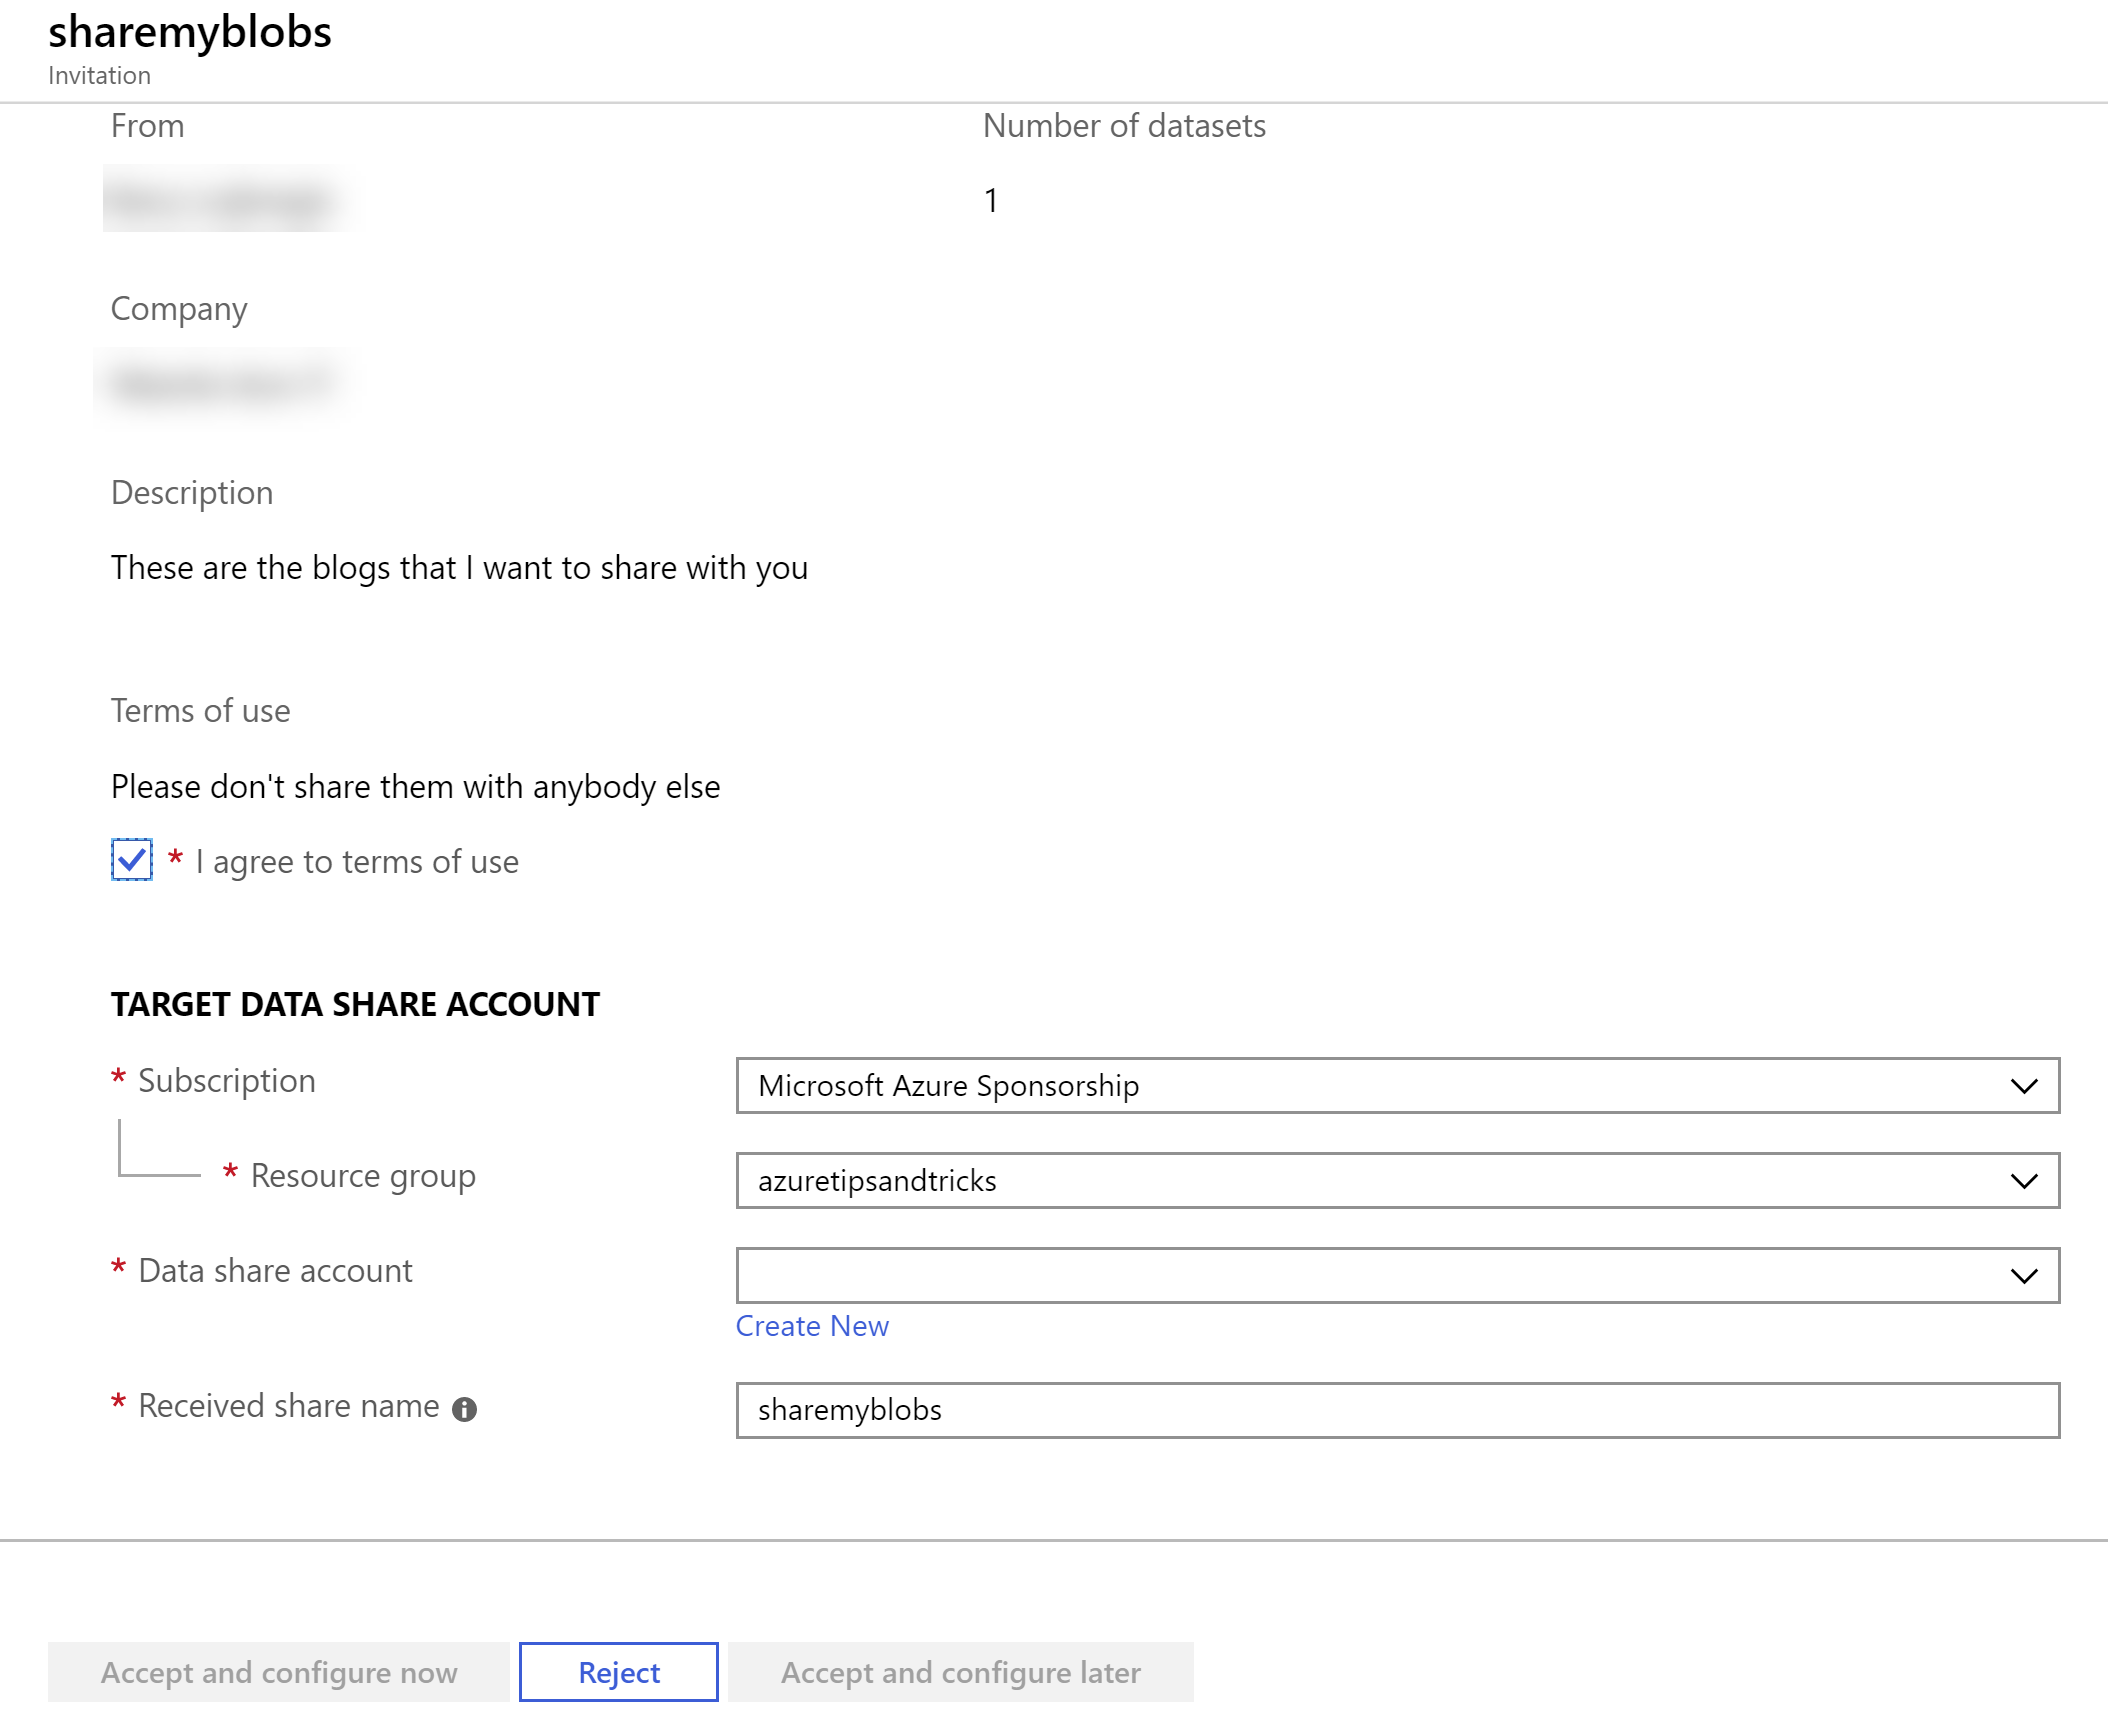 sharemyblobs
Invitation
From
Number of datasets
1
Company
Description
These are the blogs that I want to share with you
Terms of use
Please don't share them with anybody else
* I agree to terms of use
TARGET DATA SHARE ACCOUNT
* Subscription
Microsoft Azure Sponsorship
* Resource group
azuretipsandtricks
* Data share account
Create New
* Received share name
sharemyblobs
Accept and configure now
Reject
Accept and configure later